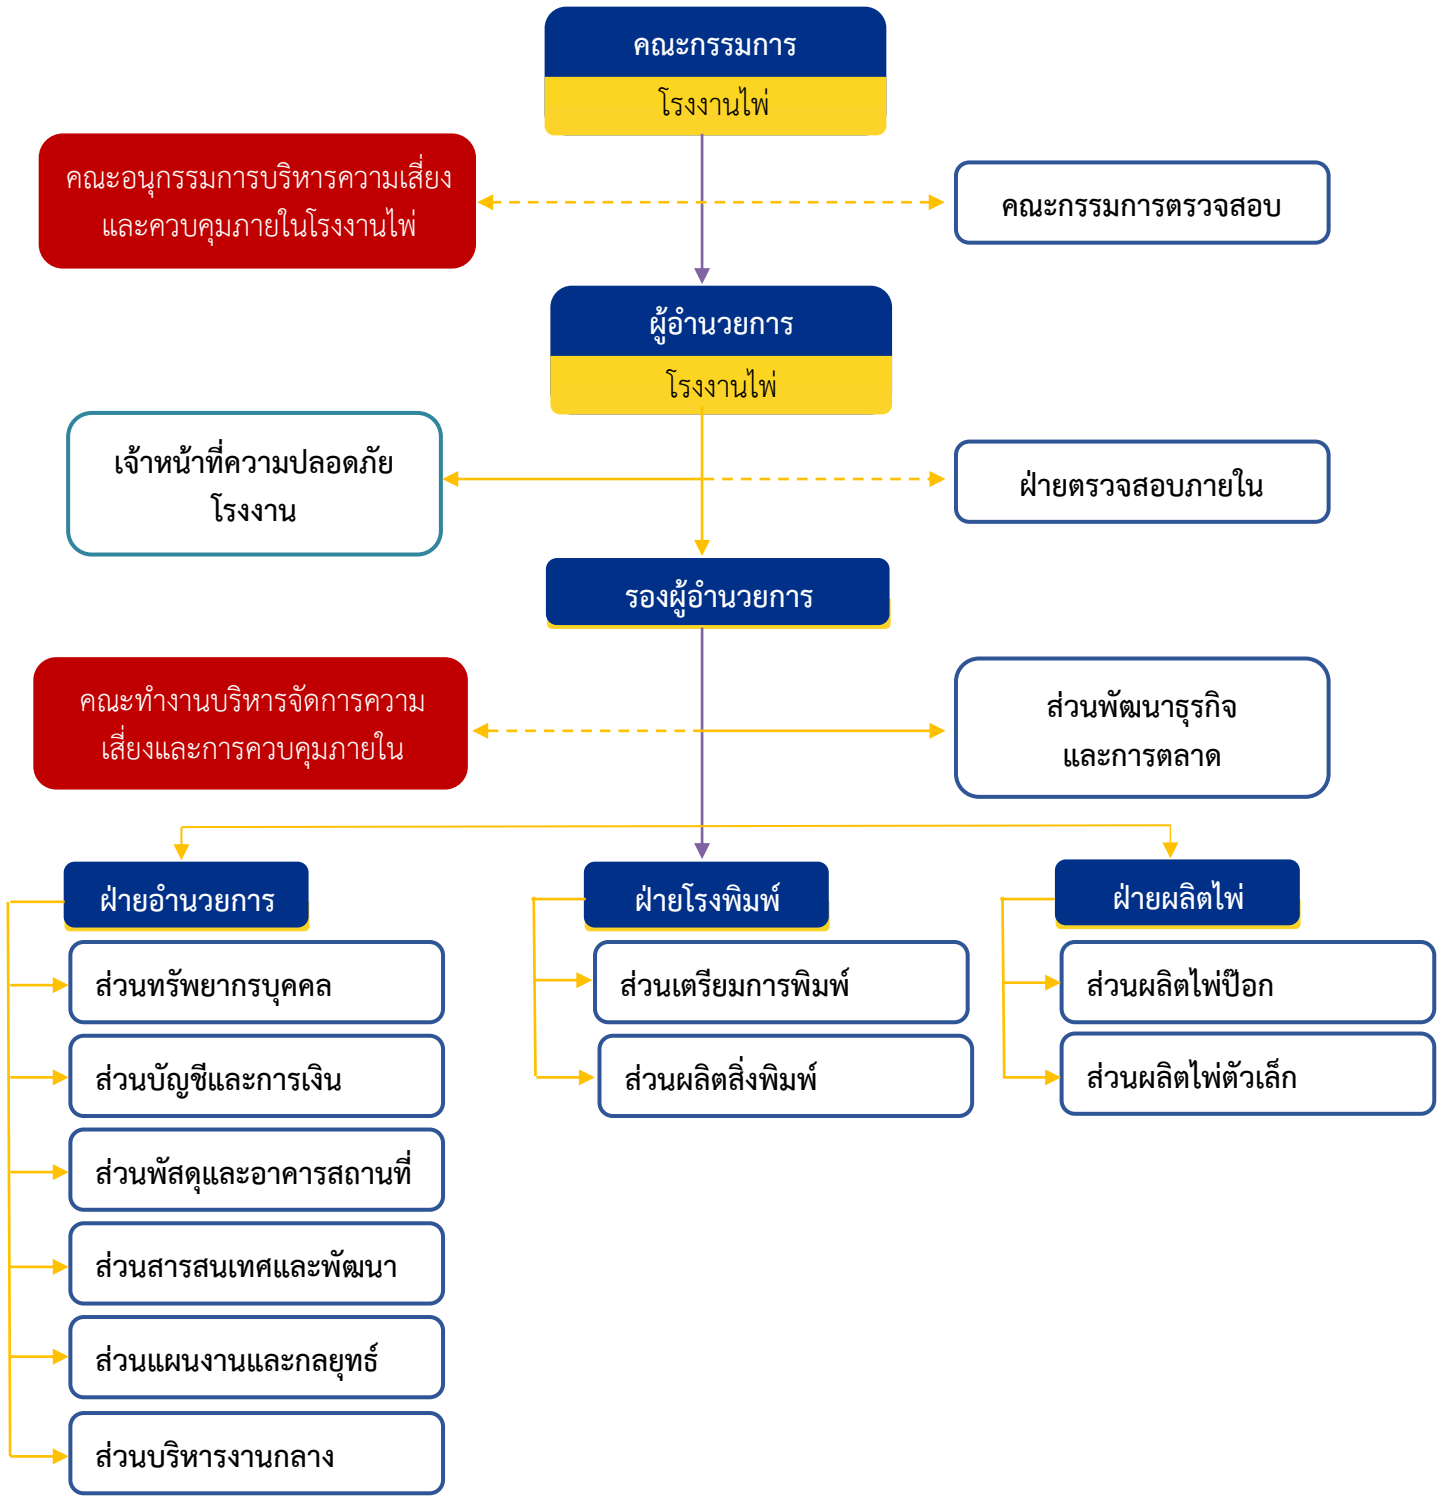 คณะกรรมการ
โรงงานไพ่
คณะอนุกรรมการบริหารความเสี่ยง
และควบคุมภายในโรงงานไพ่
คณะกรรมการตรวจสอบ
ผู้อำนวยการ
โรงงานไพ่
เจ้าหน้าที่ความปลอดภัย
โรงงาน
ฝ่ายตรวจสอบภายใน
รองผู้อำนวยการ
คณะทำงานบริหารจัดการความ
เสี่ยงและการควบคุมภายใน
ส่วนพัฒนาธุรกิจ
และการตลาด
ฝ่ายอำนวยการ
ส่วนทรัพยากรบุคคล
ส่วนบัญชีและการเงิน
ส่วนพัสดุและอาคารสถานที่
ส่วนสารสนเทศและพัฒนา
ส่วนแผนงานและกลยุทธ์
ส่วนบริหารงานกลาง
ฝ่ายโรงพิมพ์
ส่วนเตรียมการพิมพ์
ส่วนผลิตสิ่งพิมพ์
ฝ่ายผลิตไพ่
ส่วนผลิตไพ่ป๊อก
ส่วนผลิตไพ่ตัวเล็ก